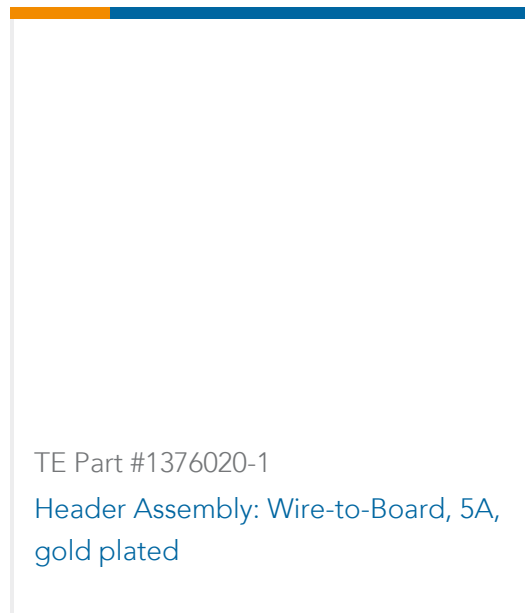 TE Part #1376020-1
Header Assembly: Wire-to-Board, 5A,
gold plated